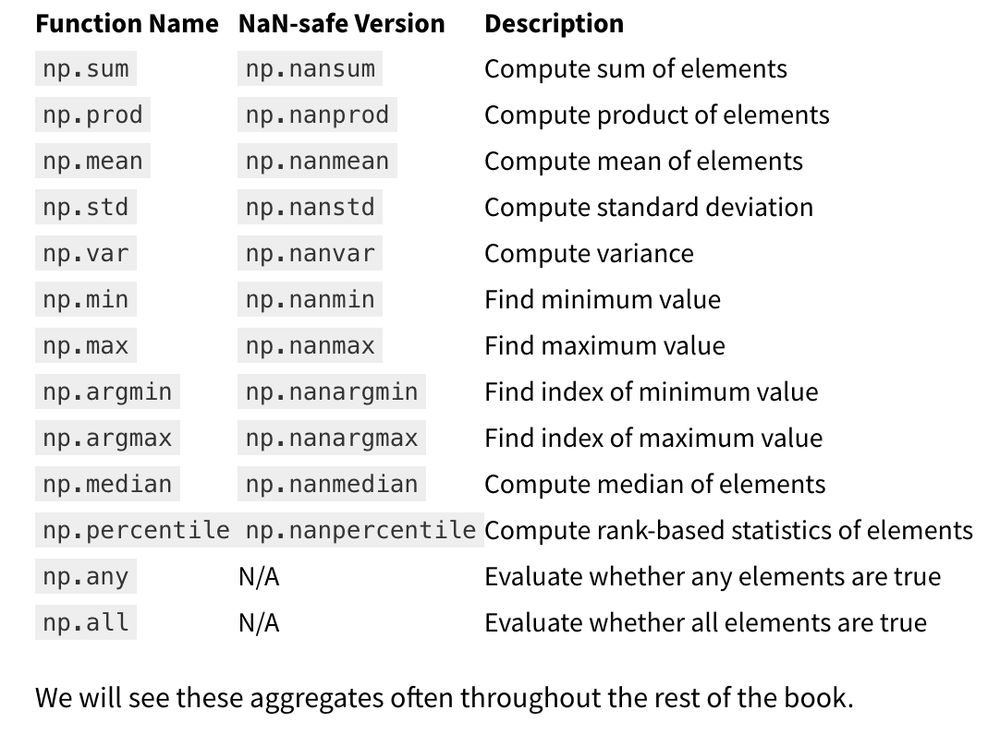 Function Name NaN-safe Version Description
np.sum np.nansum Compute sum of elements
np.prod np.nanprod Compute product of elements
np.mean np.nanmean Compute mean of elements
np.std np.nanstd Compute standard deviation
np.var np.nanvar Compute variance
np.min np.nanmin Find minimum value
np.max np.nanmax Find maximum value
np.argmin np.nanargmin Find index of minimum value
np.argmax np.nanargmax Find index of maximum value
np.median np.nanmedian Compute median of elements
np.percentile np.nanpercentile Compute rank-based statistics of elements
np.any N/A Evaluate whether any elements are true
np.all N/A Evaluate whether all elements are true
We will see these aggregates often throughout the rest of the book.